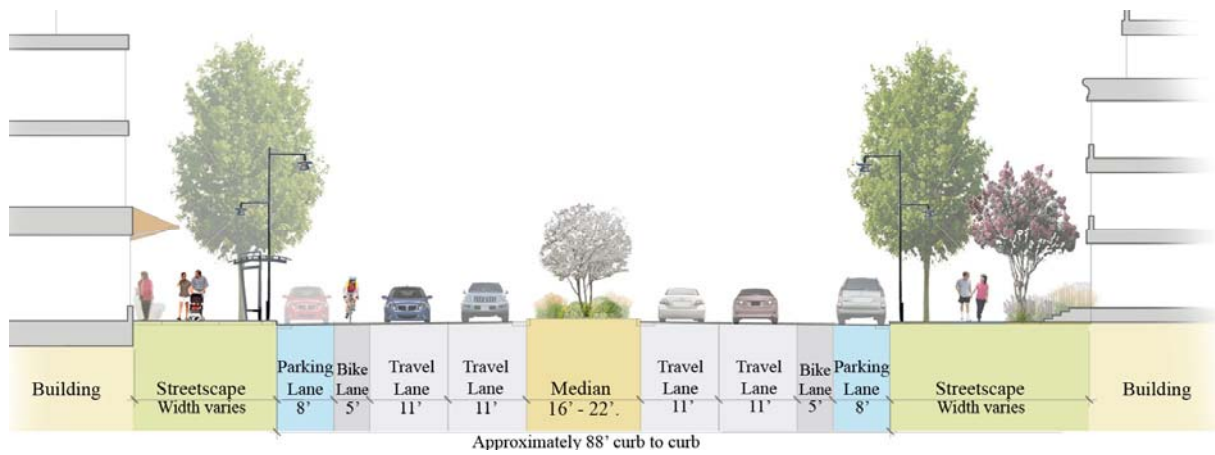 Building
Streetscape
Width varies
Parking
Lane
8’
Bike
Lane
5’
Travel
Lane
11’
Travel
Lane
11’
Median
16’ - 22’.
Travel
Lane
11’
Travel
Lane
11’
Bike
Lane
5’
Parking
Lane
8’
Streetscape
Width varies
Building
Approximately 88’ curb to curb